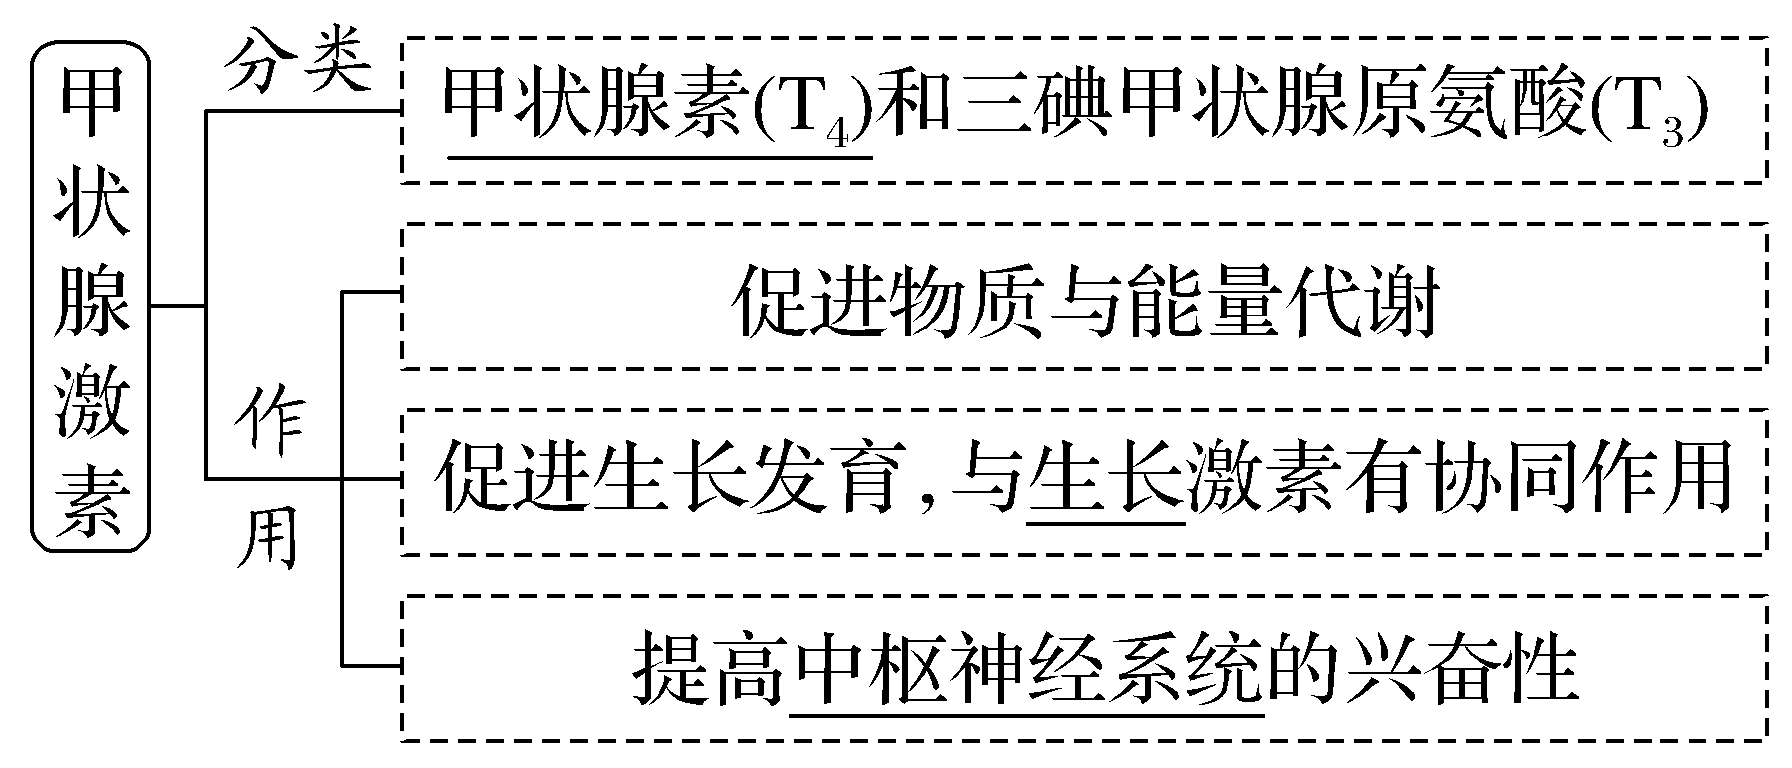 甲状腺激素
分类
甲状腺素(T₄)和三碘甲状腺原氨酸(T₃)
作用
促进物质与能量代谢
促进生长发育,与生长激素有协同作用
提高中枢神经系统的兴奋性